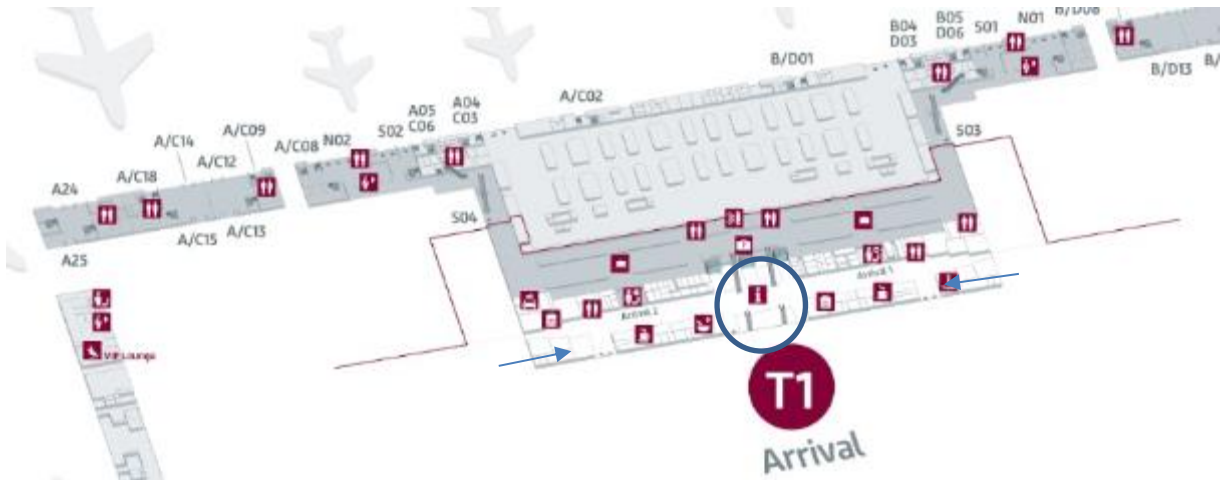 B/D08
N01
S01
B05
D06
B04
D03
B/D13
B/
B/D01
A/C02
A04
C03
A05
C06
S02
N02
A/C08
A/C09
A/C14
A/C12
A/C18
A24
S03
S04
A/C15
A/C13
A25
Arrival 1
Arrival 2
VIP Lounge
T1
Arrival